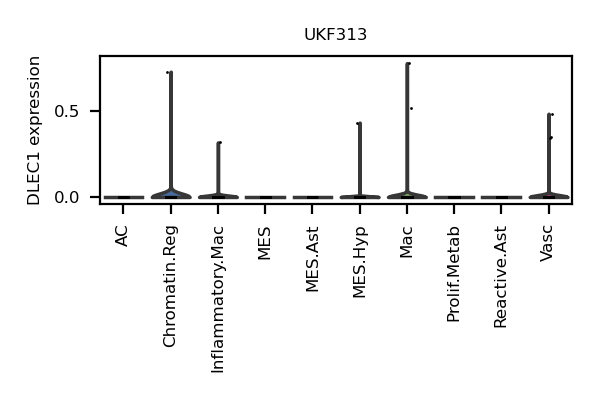 UKF313
DLEC1 expression
0.5
0.0
AC
Chromatin.Reg
Inflammatory.Mac
MES
MES.Ast
MES.Hyp
Mac
Prolif.Metab
Reactive.Ast
Vasc